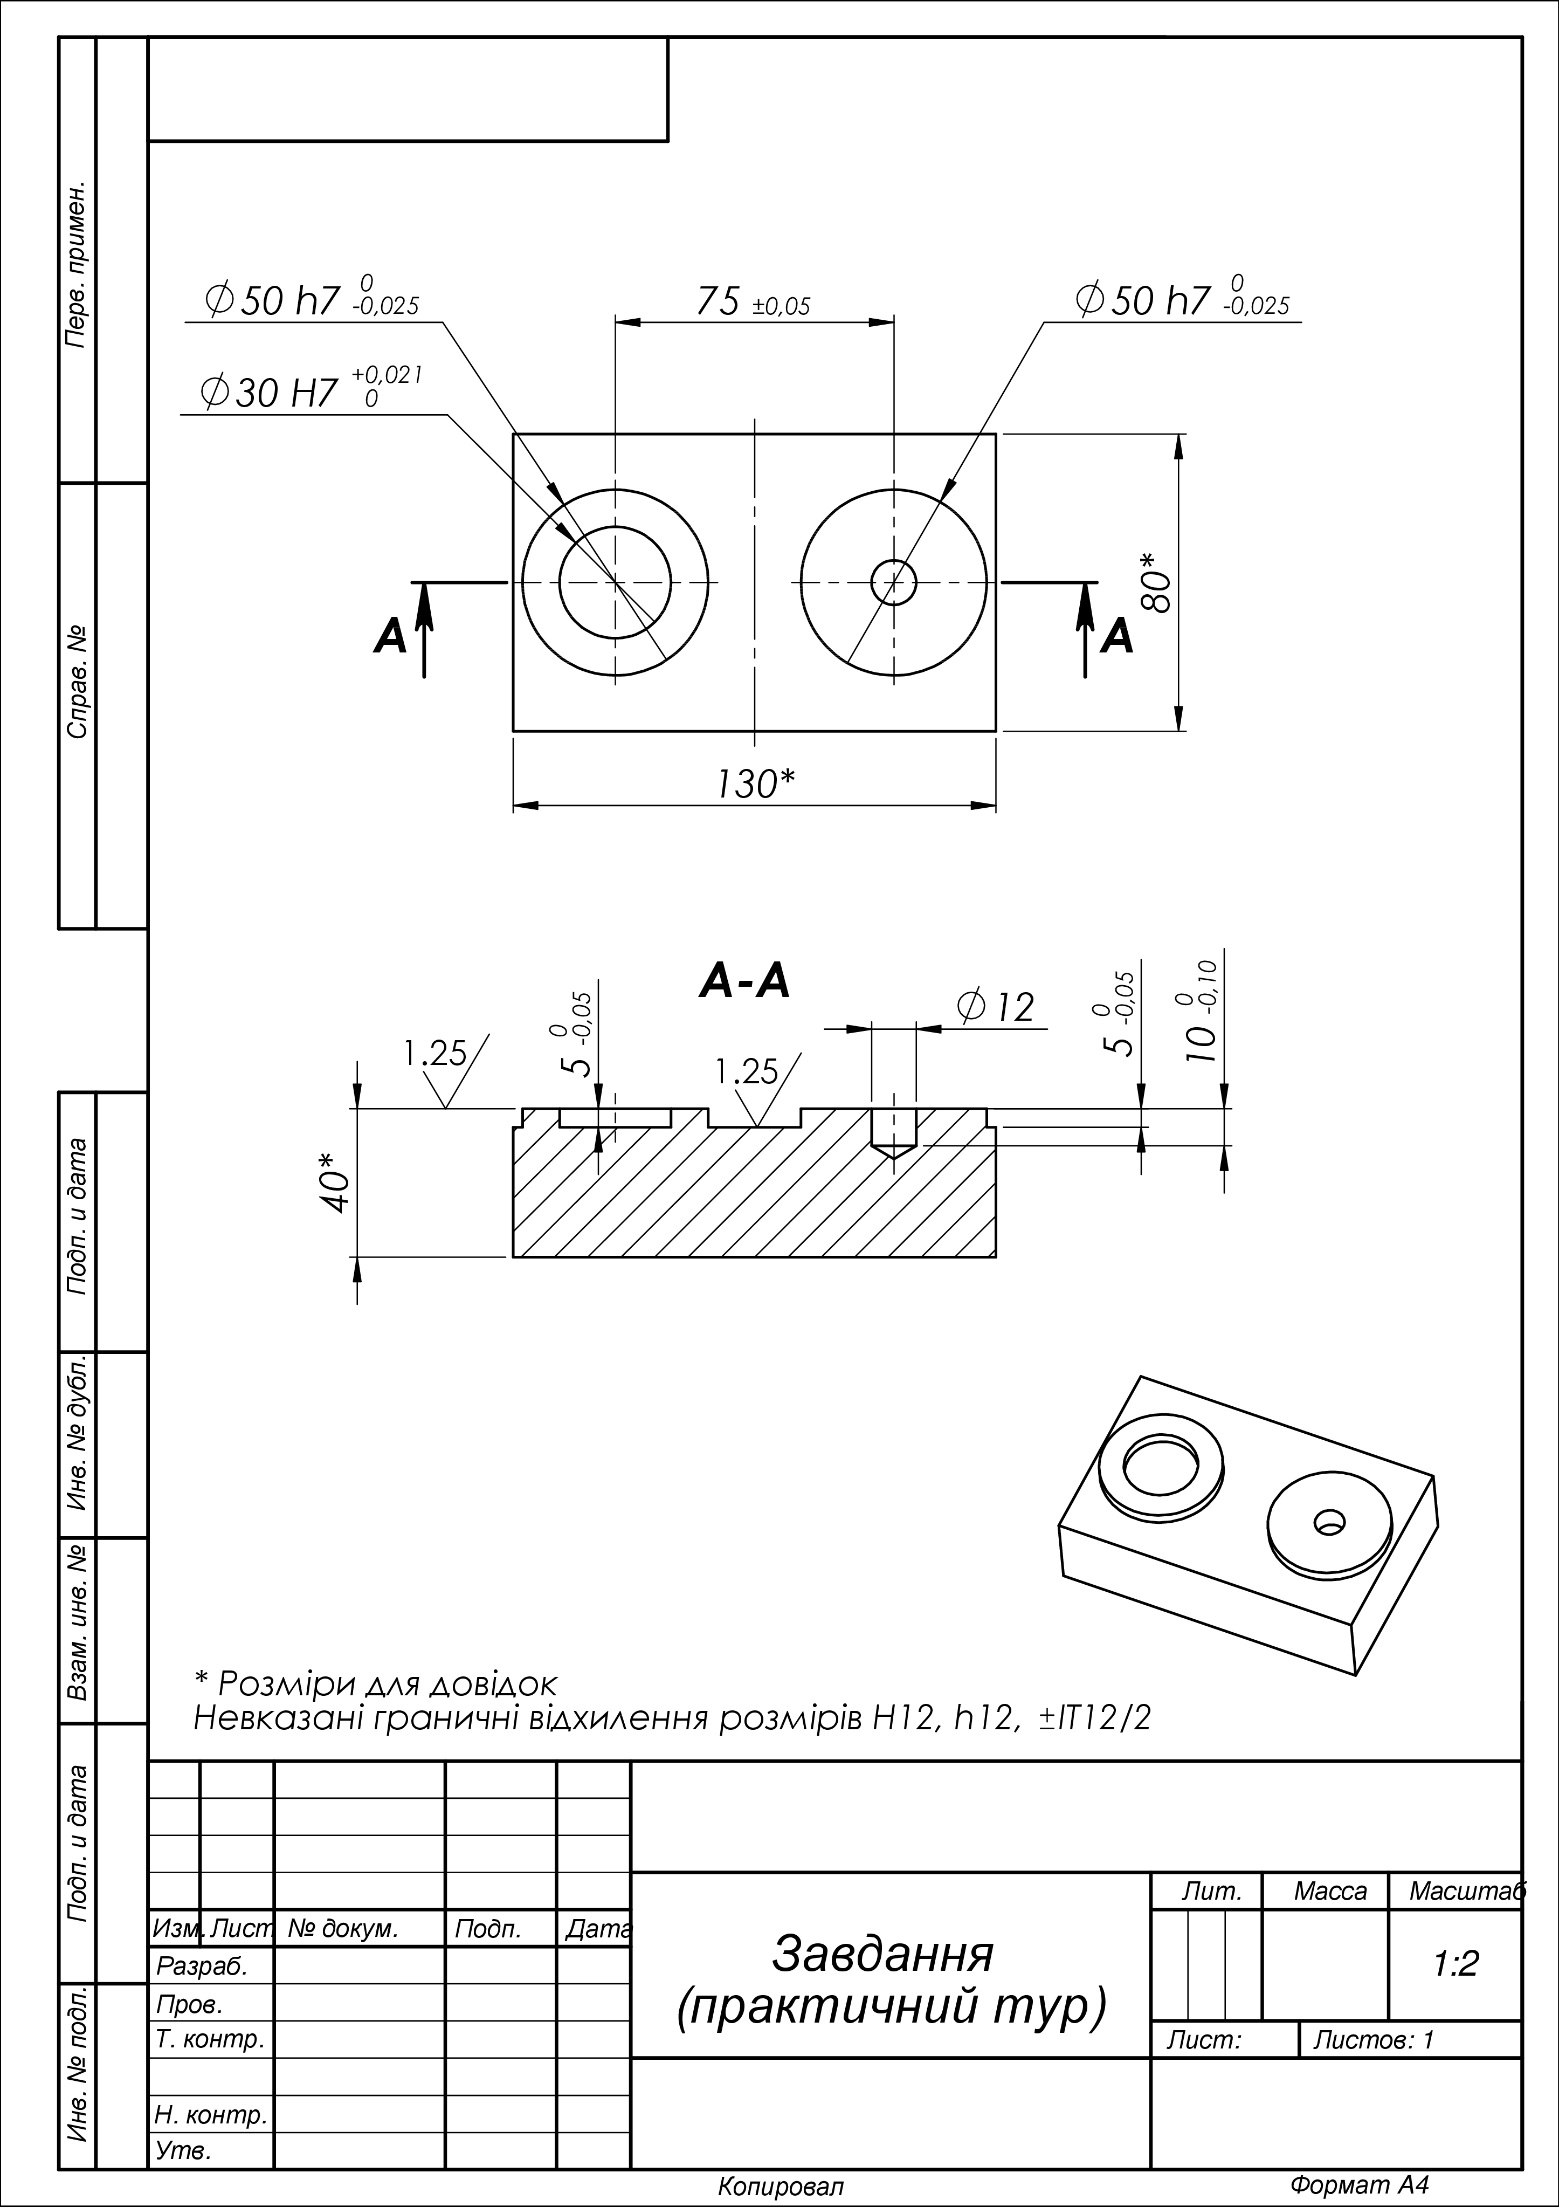 Перв. примен.
Справ. №
Подп. и дата
Инв. № дубл.
Взам. инв. №
Подп. и дата
Инв. № подл.
∅50 h7 0 -0,025
75 ±0,05
∅50 h7 0 -0,025
∅30 H7 +0,021 0
A
A
80*
130*
A-A
1.25
5 0 -0,05
1.25
∅12
5 0 -0,05
10 0 -0,10
40*
* Розміри для довідок
Невказані граничні відхилення розмірів H12, h12, ±IT12/2
Изм. Лист № докум. Подп. Дата
Разраб.
Пров.
Т. контр.
Н. контр.
Утв.
Завдання
(практичний тур)
Лит. Масса Масштаб
1:2
Лист: Листов: 1
Копировал
Формат А4